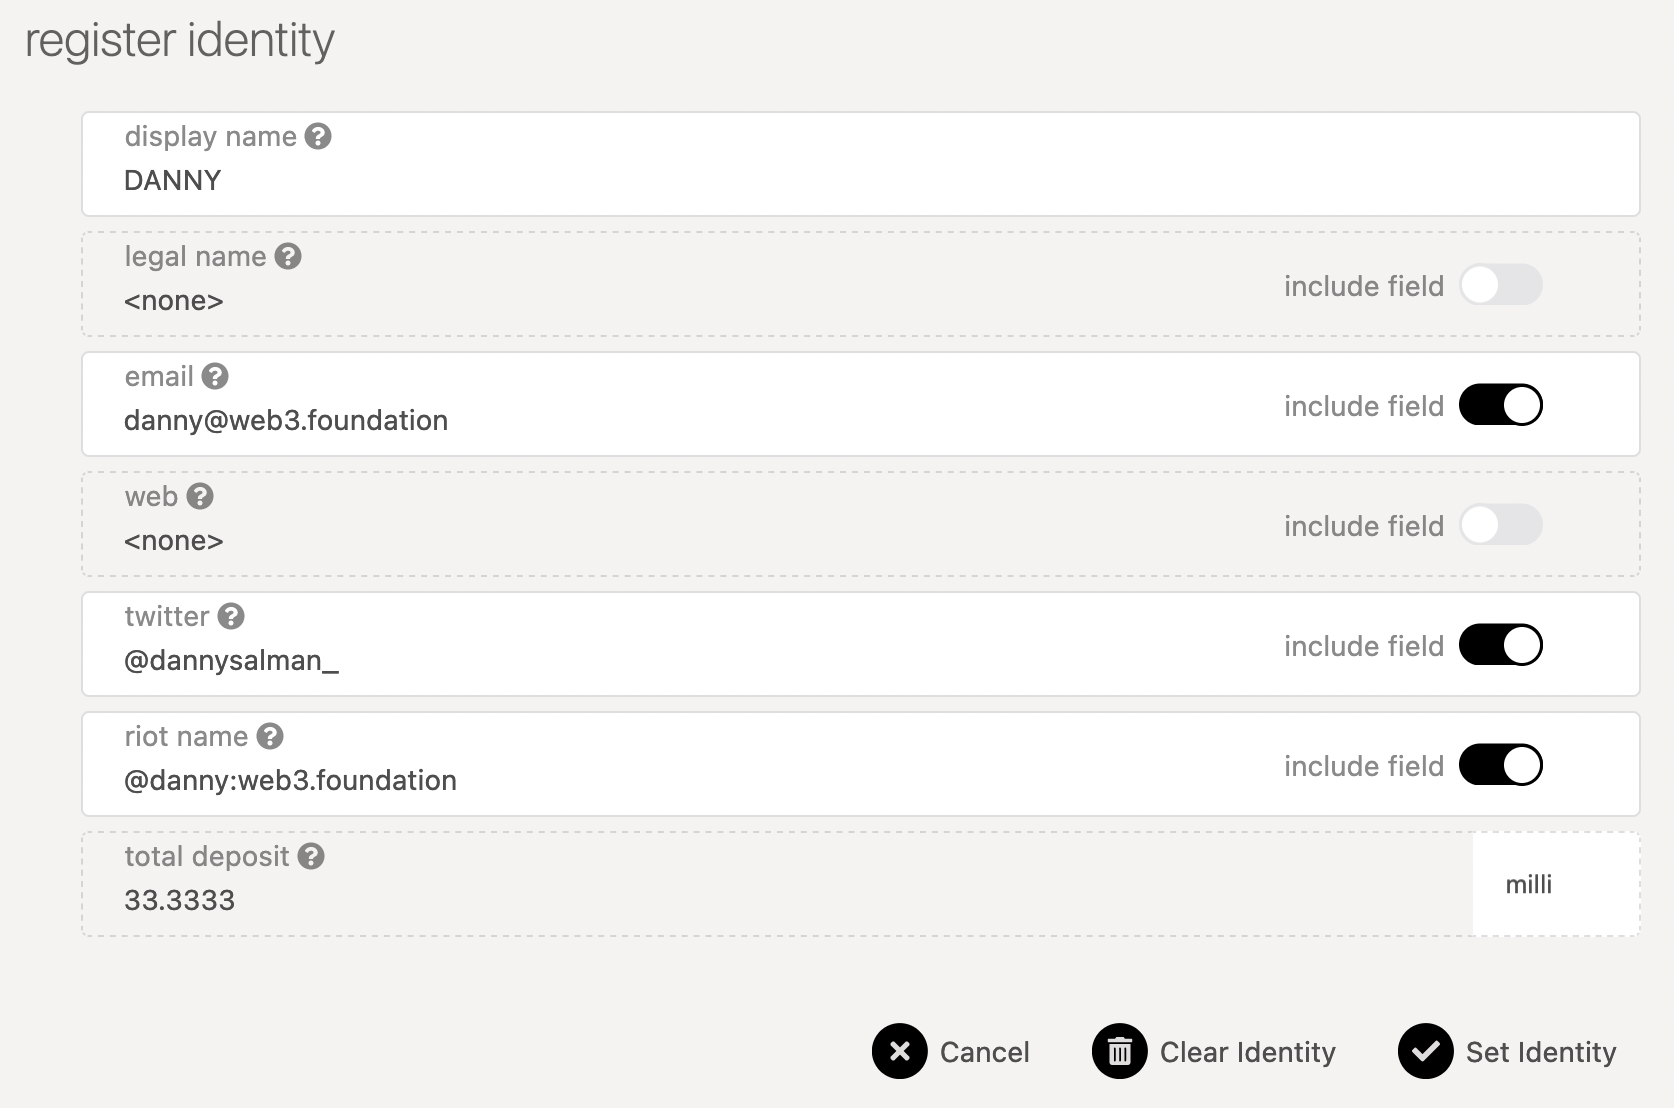 register identity
display name
DANNY
legal name
<none>
include field
email
danny@web3.foundation
include field
web
<none>
include field
twitter
@dannysalman_
include field
riot name
@danny:web3.foundation
include field
total deposit
33.3333
milli
Cancel
Clear Identity
Set Identity